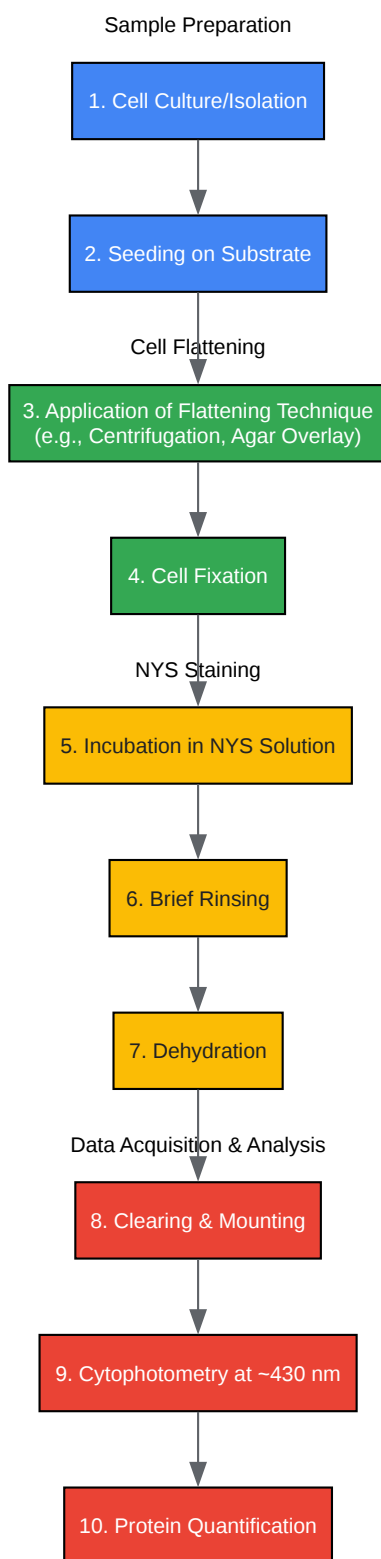 Sample Preparation
1. Cell Culture/Isolation
2. Seeding on Substrate
Cell Flattening
3. Application of Flattening Technique
(e.g., Centrifugation, Agar Overlay)
4. Cell Fixation
NYS Staining
5. Incubation in NYS Solution
6. Brief Rinsing
7. Dehydration
Data Acquisition & Analysis
8. Clearing & Mounting
9. Cytophotometry at ~430 nm
10. Protein Quantification